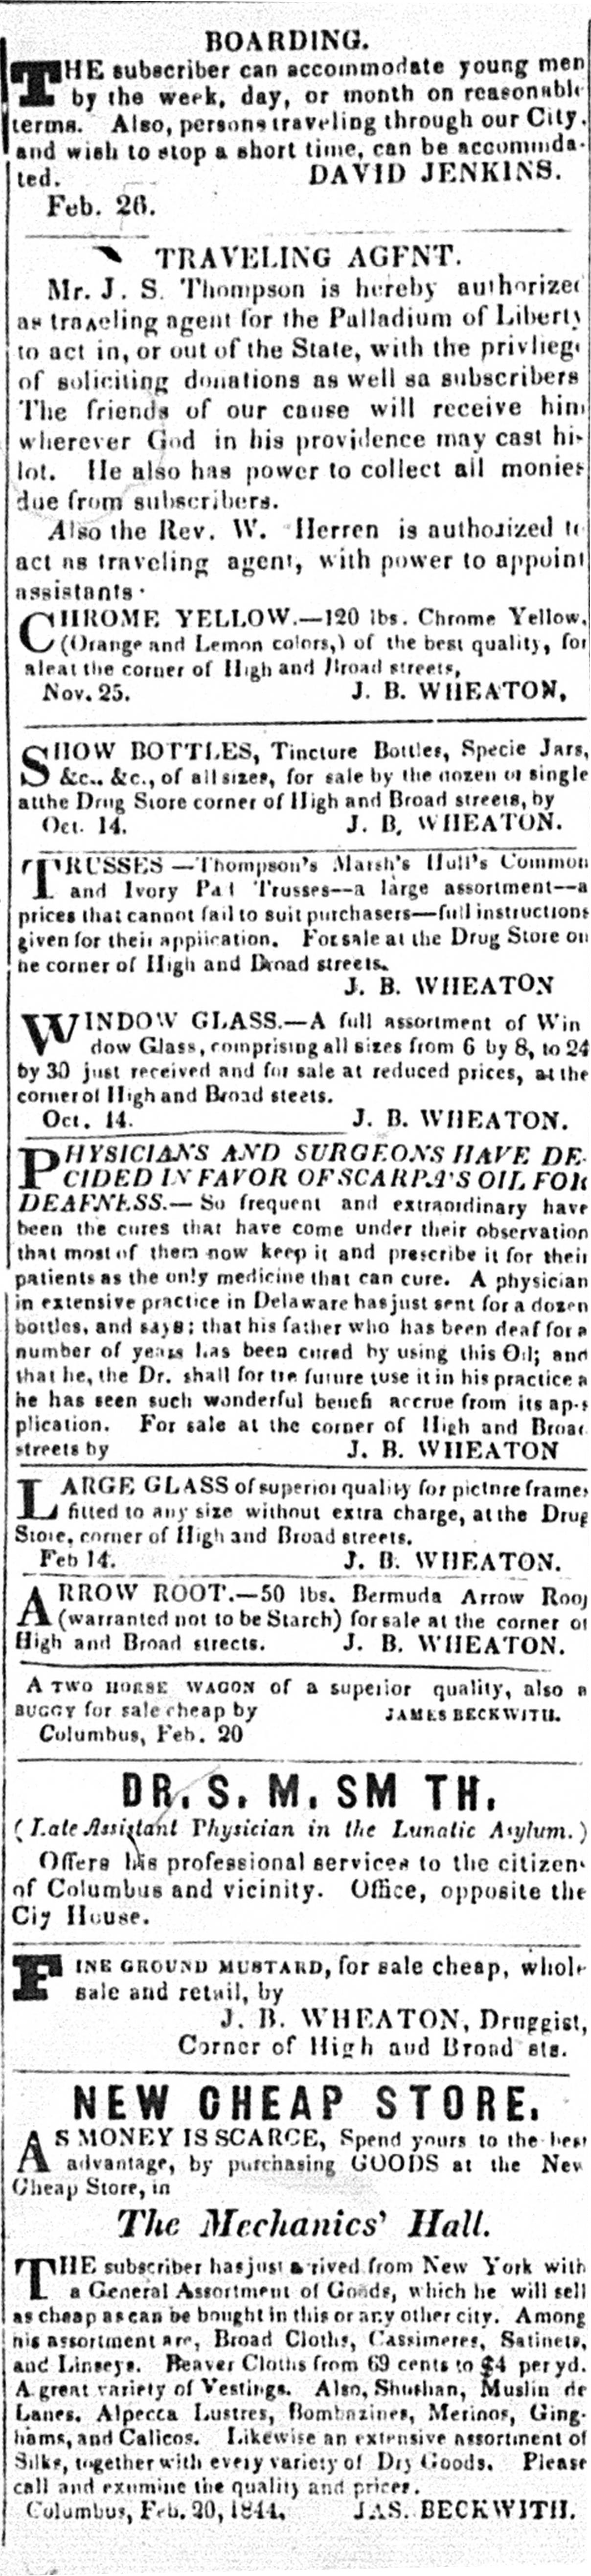 BOARDING.
THE subscriber can accommodate young men
by the week, day, or month on reasonable
terms. Also, persons traveling through our City,
and wish to stop a short time, can be accommda-
ted. DAVID JENKINS.
Feb. 26.
TRAVELING AGENT.
Mr. J. S. Thompson is hereby authorized
as traveling agent for the Palladium of Liberty
to act in, or out of the State, with the privliege
of soliciting donations as well sa subscribers
The friends of our cause will receive him
wherever God in his providence may cast his
lot. He also has power to collect all monies
due from subscribers.
Also the Rev. W. Herren is authorized to
act as traveling agent, with power to appoint
assistants.
CHROME YELLOW.—120 lbs. Chrome Yellow,
(Orange and Lemon colors,) of the best quality, for
sale at the corner of High and Broad streets,
Nov. 25. J. B. WHEATON,
SHOW BOTTLES, Tincture Bottles, Specie Jars,
&c., &c., of all sizes, for sale by the dozen or single
atthe Drug Store corner of High and Broad streets, by
Oct. 14. J. B. WHEATON.
TRUSSES—Thompson's Marsh's Hull's Common
and Ivory Pad Trusses—a large assortment—a
prices that cannot fail to suit purchasers—full instructions
given for their appiication. For sale at the Drug Store on
he corner of High and Broad streets.
J. B. WHEATON
WINDOW GLASS.—A full assortment of Win
dow Glass, comprising all sizes from 6 by 8, to 24
by 30 just received and for sale at reduced prices, at the
corner of High and Broad steets.
Oct. 14. J. B. WHEATON.
PHYSICIANS AND SURGEONS HAVE DE-
CIDED IN FAVOR OF SCARPA'S OIL FOR
DEAFNESS.—So frequent and extraordinary have
been the cures that have come under their observation
that most of them now keep it and prescribe it for their
patients as the only medicine that can cure. A physician
in extensive practice in Delaware has just sent for a dozen
bottles, and says; that his father who has been deaf for a
number of years has been cured by using this Oil; and
that he, the Dr. shall for the future tuse it in his practice a
he has seen such wonderful benefi accrue from its ap-s
plication. For sale at the corner of High and Broad
streets by J. B. WHEATON
LARGE GLASS of superior quality for pictnre frames
fitted to any size without extra charge, at the Drug
Store, corner of High and Broad streets.
Feb 14. J. B. WHEATON.
ARROW ROOT.—50 lbs. Bermuda Arrow Rooj
(warranted not to be Starch) for sale at the corner of
High and Broad streets. J. B. WHEATON.
A TWO HORSE WAGON of a superior quality, also a
BUGGY for sale cheap by JAMES BECKWITH.
Columbus, Feb. 20
DR. S. M. SM TH.
(Late Assistant Physician in the Lunatic Asylum.)
Offers his professional services to the citizens
of Columbus and vicinity. Office, opposite the
Ciy House.
FINE GROUND MUSTARD, for sale cheap, whole
sale and retail, by
J. B. WHEATON, Druggist,
Corner of High and Broad sts.
NEW CHEAP STORE.
AS MONEY IS SCARCE, Spend yours to the best
advantage, by purchasing GOODS at the New
Cheap Store, in
The Mechanics' Hall.
THE subscriber has just arived from New York with
a General Assortment of Goods, which he will sell
as cheap as can be bought in this or any other city. Among
his assortment are, Broad Cloths, Cassimeres, Satinets,
and Linseys. Beaver Cloths from 69 cents to $4 per yd.
A great variety of Vestings. Also, Shushan, Muslin de
Lanes, Alpecca Lustres, Bombazines, Merinos, Ging-
hams, and Calicos. Likewise an extensive assortment of
Silks, together with every variety of Dry Goods. Please
call and exnmine the quality and prices.
Columbus, Feb. 20, 1844. JAS. BECKWITH.